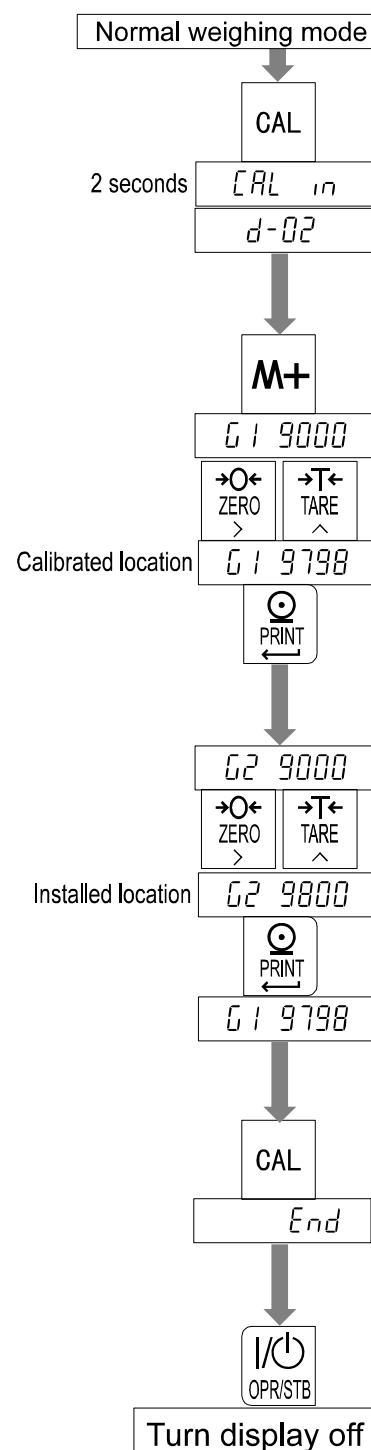 Normal weighing mode
CAL
2 seconds CAL in
d-02
M+
G1 9000
→O← →T←
ZERO TARE
> ^
Calibrated location G1 9798
PRINT
G2 9000
→O← →T←
ZERO TARE
> ^
Installed location G2 9800
PRINT
G1 9798
CAL
End
I/⏻
OPR/STB
Turn display off